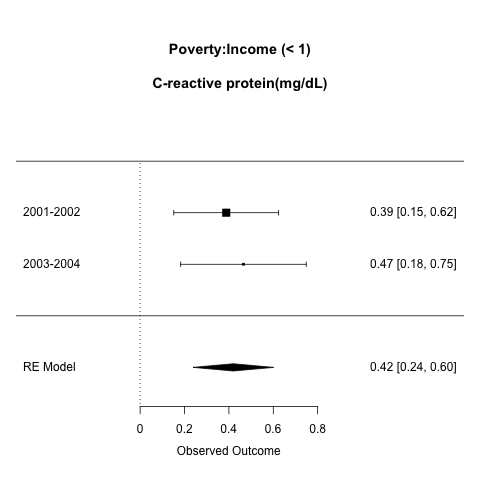 Poverty:Income (< 1)
C-reactive protein(mg/dL)
2001-2002 0.39 [0.15, 0.62]
2003-2004 0.47 [0.18, 0.75]
RE Model 0.42 [0.24, 0.60]
0 0.2 0.4 0.6 0.8
Observed Outcome